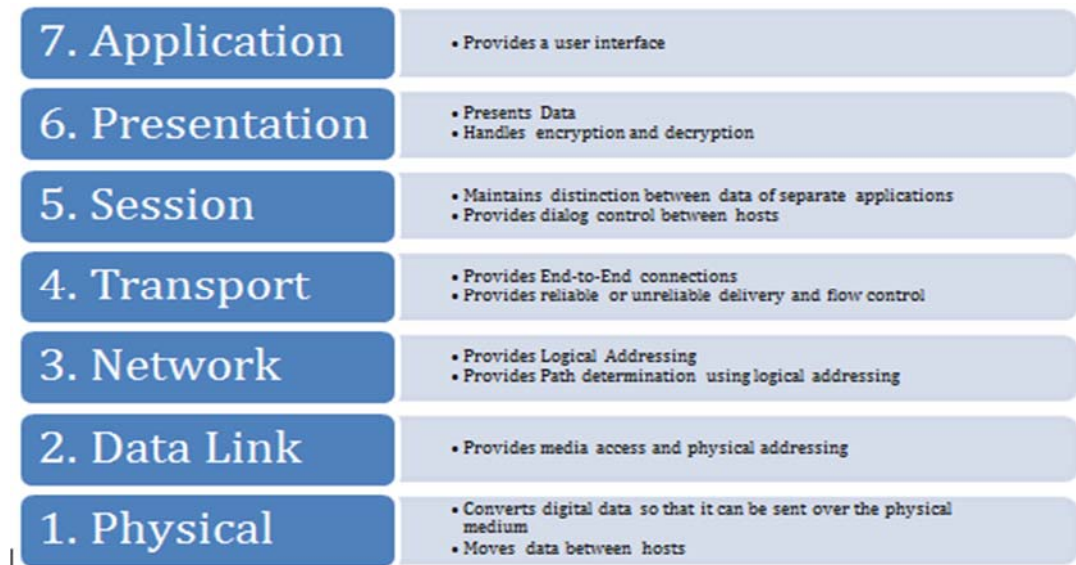 7. Application
• Provides a user interface
6. Presentation
• Presents Data
• Handles encryption and decryption
5. Session
• Maintains distinction between data of separate applications
• Provides dialog control between hosts
4. Transport
• Provides End-to-End connections
• Provides reliable or unreliable delivery and flow control
3. Network
• Provides Logical Addressing
• Provides Path determination using logical addressing
2. Data Link
• Provides media access and physical addressing
1. Physical
• Converts digital data so that it can be sent over the physical
medium
• Moves data between hosts